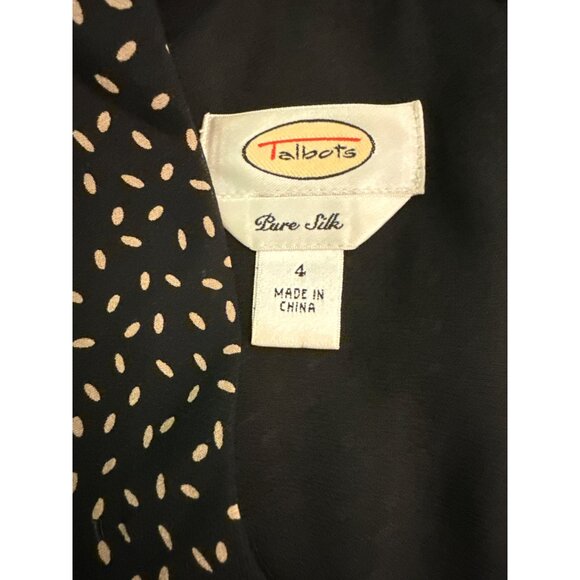 Talbots
Pure Silk
4
MADE IN
CHINA